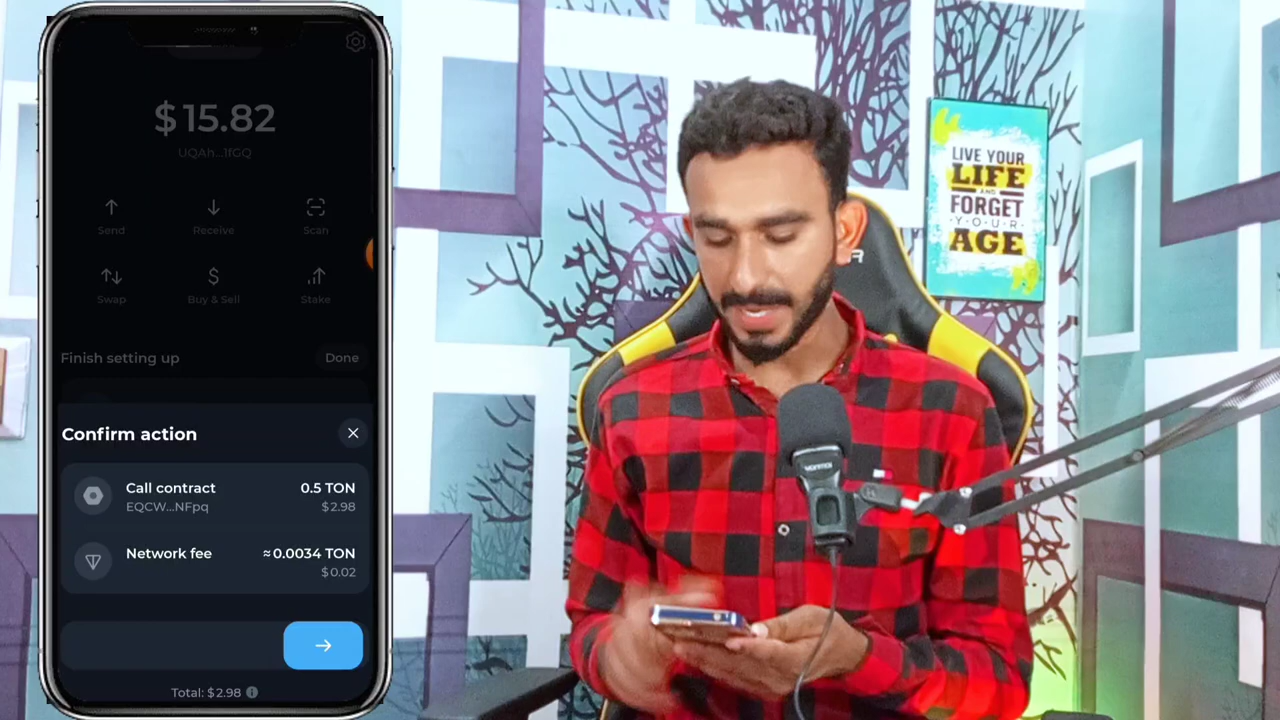 $15.82
UQAh...1fGQ
Send
Receive
Scan
Swap
Buy & Sell
Stake
Finish setting up
Done
Confirm action
Call contract
0.5 TON
EQCW...NFpq
$2.98
Network fee
≈0.0034 TON
$0.02
Total: $2.98
LIVE YOUR
LIFE
AND
FORGET
YOUR
AGE
R